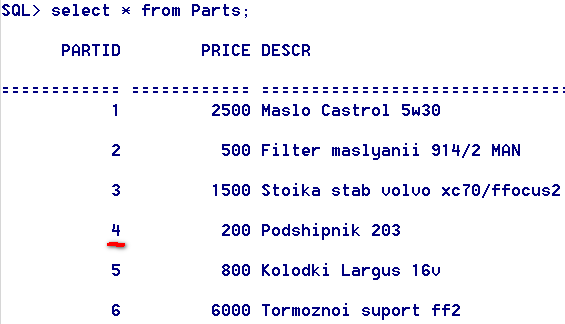 SQL> select * from Parts;
PARTID PRICE DESCR
============ ============ ===============================
1 2500 Maslo Castrol 5w30
2 500 Filter maslyanii 914/2 MAN
3 1500 Stoika stab volvo xc70/ffocus2
4 200 Podshipnik 203
5 800 Kolodki Largus 16v
6 6000 Tormoznoi suport ff2